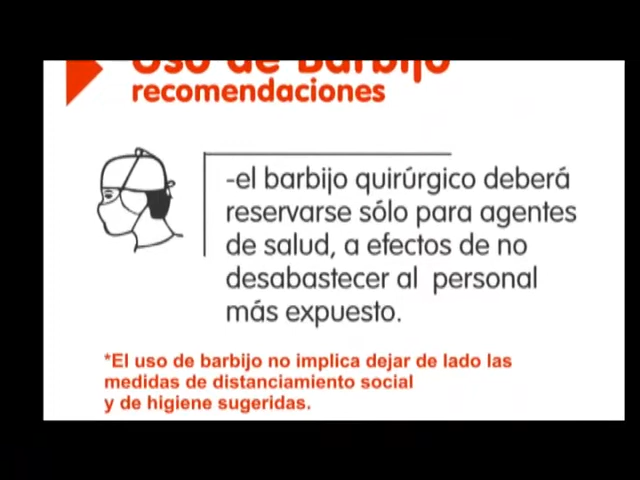 Uso de Barbijo
recomendaciones
-el barbijo quirúrgico deberá
reservarse sólo para agentes
de salud, a efectos de no
desabastecer al personal
más expuesto.
*El uso de barbijo no implica dejar de lado las
medidas de distanciamiento social
y de higiene sugeridas.